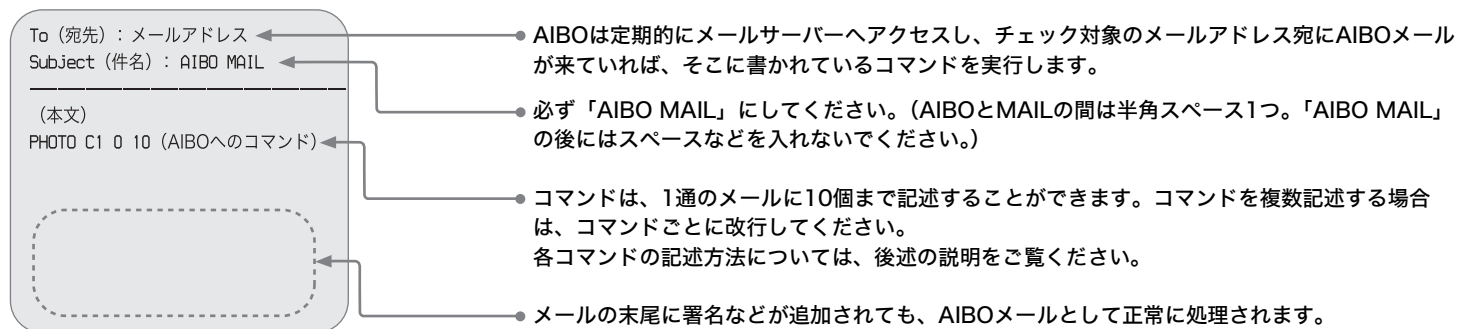 To（宛先）：メールアドレス
Subject（件名）：AIBO MAIL
（本文）
PHOTO C1 0 10（AIBOへのコマンド）
AIBOは定期的にメールサーバーへアクセスし、チェック対象のメールアドレス宛にAIBOメール
が来ていれば、そこに書かれているコマンドを実行します。
必ず「AIBO MAIL」にしてください。（AIBOとMAILの間は半角スペース1つ。「AIBO MAIL」
の後にはスペースなどを入れないでください。）
コマンドは、1通のメールに10個まで記述することができます。コマンドを複数記述する場合
は、コマンドごとに改行してください。
各コマンドの記述方法については、後述の説明をご覧ください。
メールの末尾に署名などが追加されても、AIBOメールとして正常に処理されます。